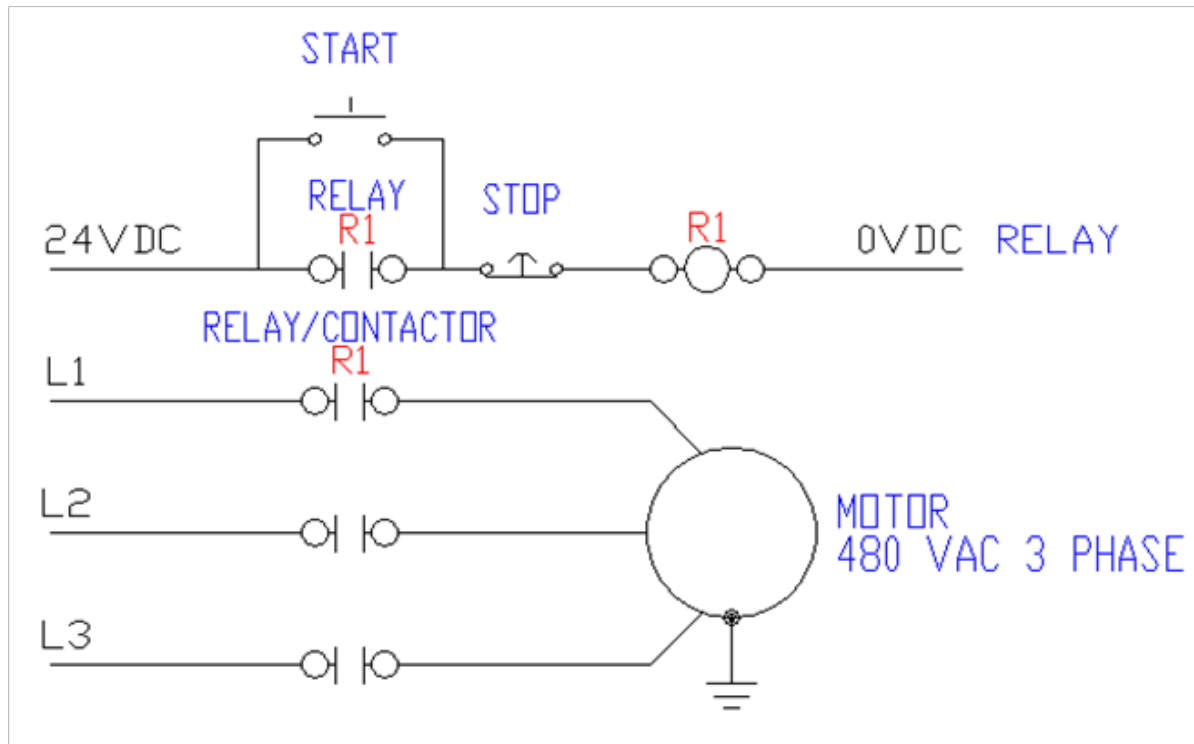 START
RELAY
R1
STOP
24VDC
R1
0VDC RELAY
RELAY/CONTACTOR
R1
L1
L2
MOTOR
480 VAC 3 PHASE
L3